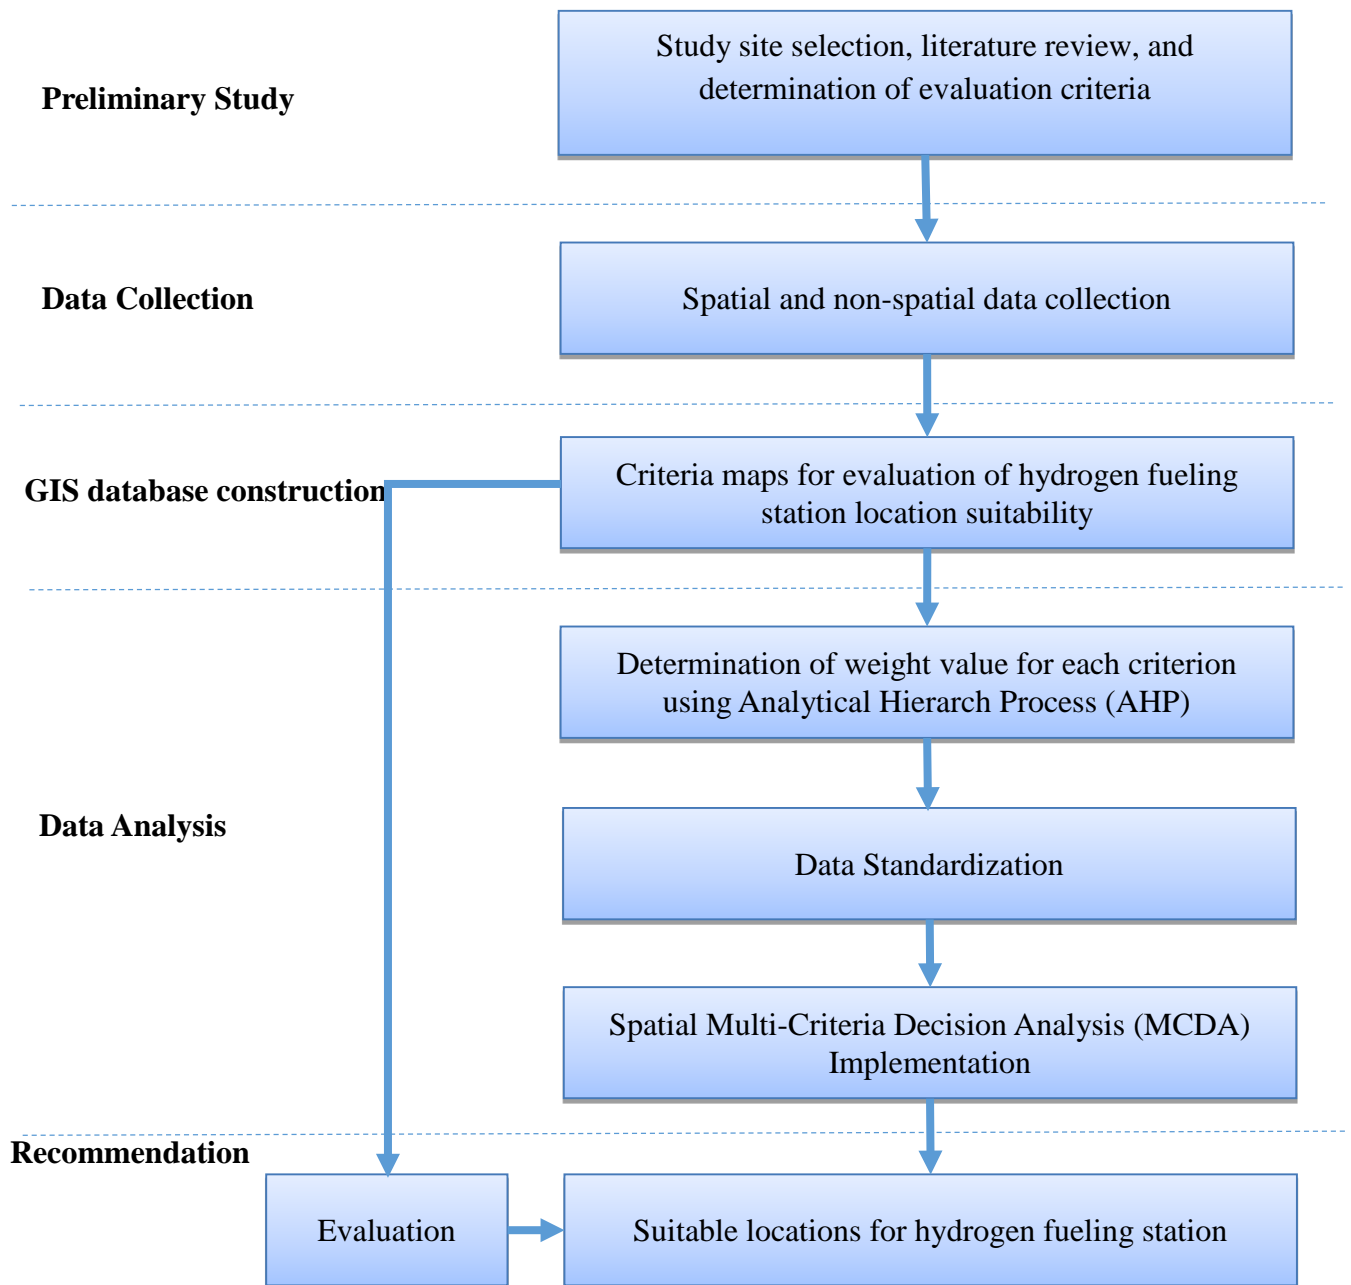 Study site selection, literature review, and
determination of evaluation criteria
Preliminary Study
Data Collection
Spatial and non-spatial data collection
GIS database construction
Criteria maps for evaluation of hydrogen fueling
station location suitability
Determination of weight value for each criterion
using Analytical Hierarch Process (AHP)
Data Analysis
Data Standardization
Spatial Multi-Criteria Decision Analysis (MCDA)
Implementation
Recommendation
Evaluation
Suitable locations for hydrogen fueling station